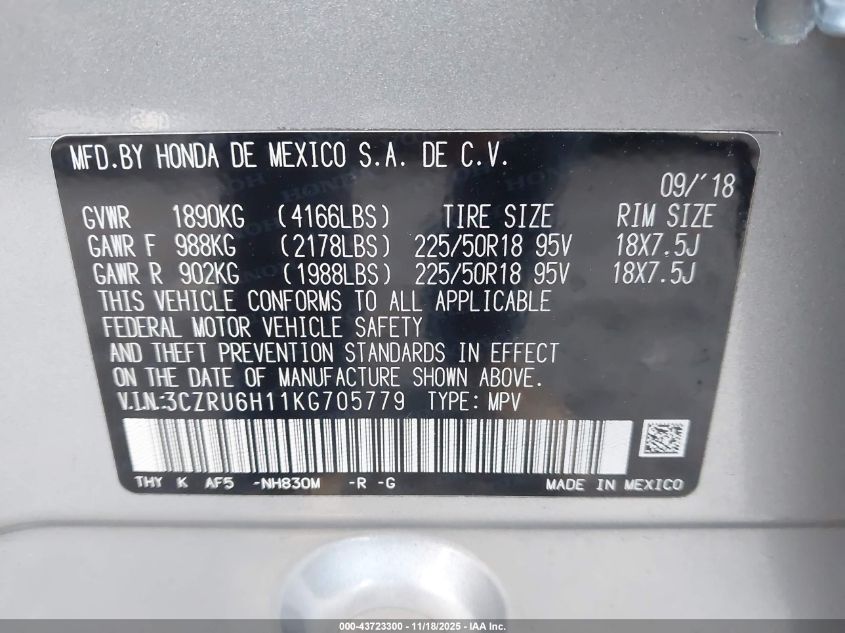 MFD.BY HONDA DE MEXICO S.A. DE C.V.
09/'18
GVWR 1890KG (4166LBS) TIRE SIZE RIM SIZE
GAWR F 988KG (2178LBS) 225/50R18 95V 18X7.5J
GAWR R 902KG (1988LBS) 225/50R18 95V 18X7.5J
THIS VEHICLE CONFORMS TO ALL APPLICABLE
FEDERAL MOTOR VEHICLE SAFETY
AND THEFT PREVENTION STANDARDS IN EFFECT
ON THE DATE OF MANUFACTURE SHOWN ABOVE.
V.I.N.:3CZRU6H11KG705779 TYPE: MPV
THY K AF5 -NH830M -R -G MADE IN MEXICO
000-43723300 - 11/18/2025 - IAA Inc.